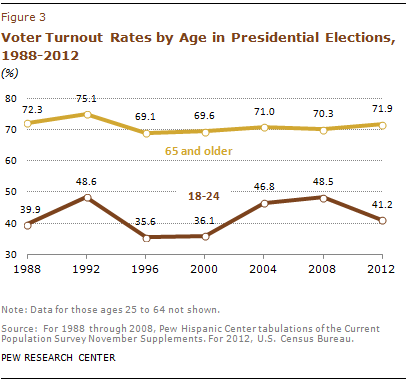 Figure 3
Voter Turnout Rates by Age in Presidential Elections,
1988-2012
(%)
80
72.3 75.1 69.1 69.6 71.0 70.3 71.9
70
65 and older
60
50
48.6 18-24 46.8 48.5
39.9 35.6 36.1 41.2
40
30
1988 1992 1996 2000 2004 2008 2012
Note: Data for those ages 25 to 64 not shown.
Source: For 1988 through 2008, Pew Hispanic Center tabulations of the Current
Population Survey November Supplements. For 2012, U.S. Census Bureau.
PEW RESEARCH CENTER